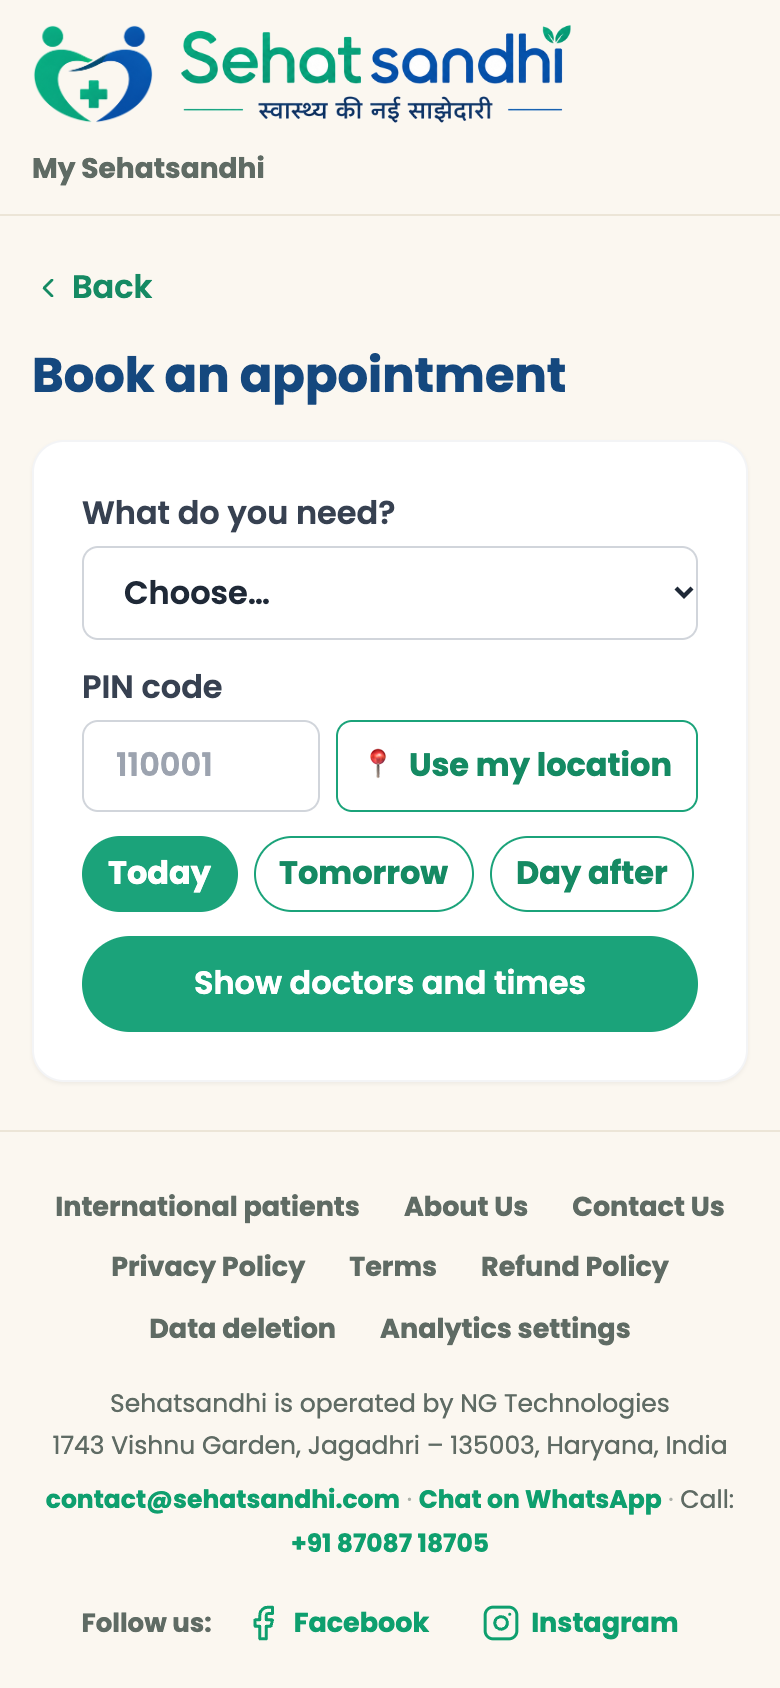 Sehat sandhi
स्वास्थ्य की नई साझेदारी
My Sehatsandhi
Back
Book an appointment
What do you need?
Choose...
PIN code
110001
Use my location
Today Tomorrow Day after
Show doctors and times
International patients About Us Contact Us
Privacy Policy Terms Refund Policy
Data deletion Analytics settings
Sehatsandhi is operated by NG Technologies
1743 Vishnu Garden, Jagadhri – 135003, Haryana, India
contact@sehatsandhi.com · Chat on WhatsApp · Call:
+91 87087 18705
Follow us: Facebook Instagram